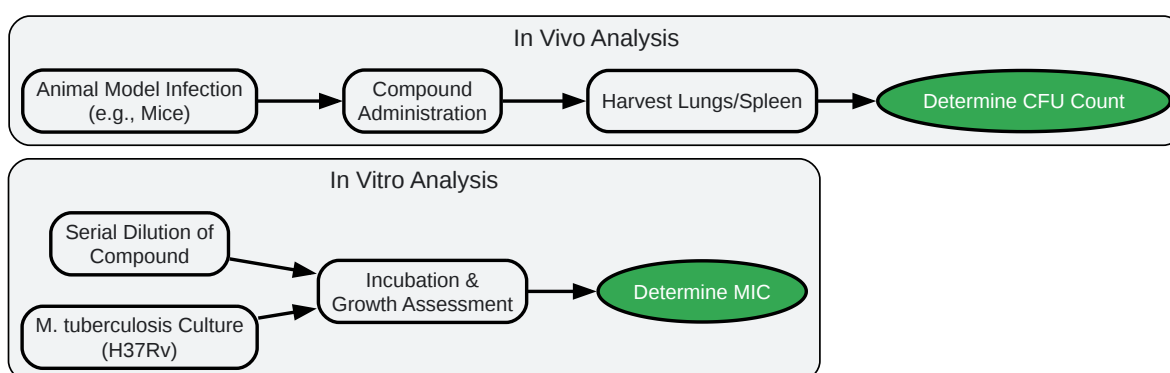 In Vivo Analysis
Animal Model Infection
(e.g., Mice)
Compound
Administration
Harvest Lungs/Spleen
Determine CFU Count
In Vitro Analysis
Serial Dilution of
Compound
M. tuberculosis Culture
(H37Rv)
Incubation &
Growth Assessment
Determine MIC